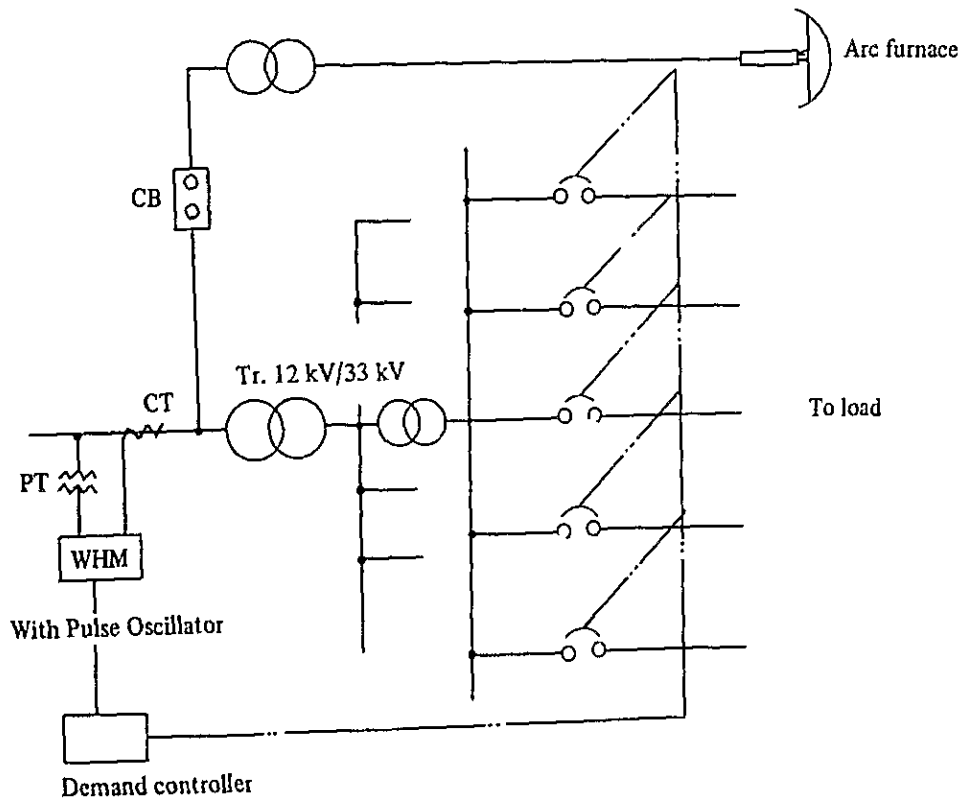 Arc furnace
CB
Tr. 12 kV/33 kV
CT
To load
PT
WHM
With Pulse Oscillator
Demand controller